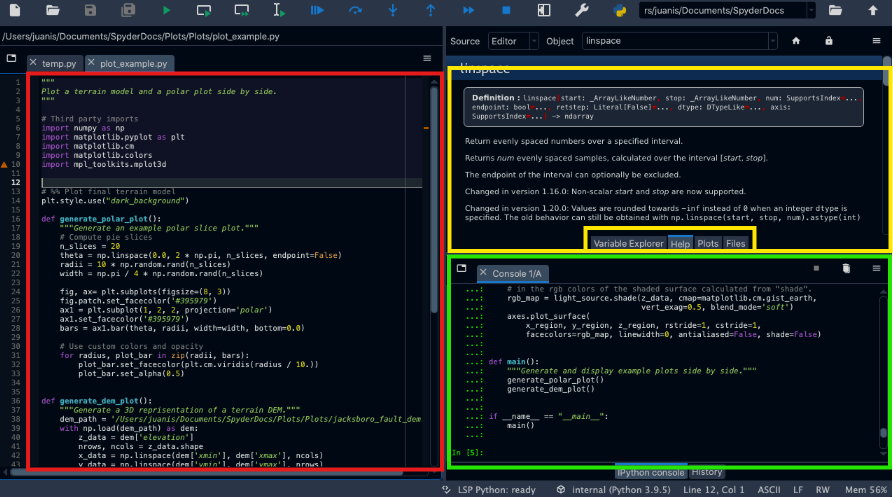 rs/juanis/Documents/SpyderDocs
/Users/juanis/Documents/SpyderDocs/Plots/Plots/plot_example.py
temp.py
plot_example.py
1 """
2 Plot a terrain model and a polar plot side by side.
3 """
4
5 # Third party imports
6 import numpy as np
7 import matplotlib.pyplot as plt
8 import matplotlib.cm
9 import matplotlib.colors
10 import mpl_toolkits.mplot3d
11
12
13 # %% Plot final terrain model
14 plt.style.use("dark_background")
15
16 def generate_polar_plot():
17 """Generate an example polar slice plot."""
18 # Compute pie slices
19 n_slices = 20
20 theta = np.linspace(0.0, 2 * np.pi, n_slices, endpoint=False)
21 radii = 10 * np.random.rand(n_slices)
22 width = np.pi / 4 * np.random.rand(n_slices)
23
24 fig, ax= plt.subplots(figsize=(8, 3))
25 fig.patch.set_facecolor('#395979')
26 ax1 = plt.subplot(1, 2, 2, projection='polar')
27 ax1.set_facecolor('#395979')
28 bars = ax1.bar(theta, radii, width=width, bottom=0.0)
29
30 # Use custom colors and opacity
31 for radius, plot_bar in zip(radii, bars):
32 plot_bar.set_facecolor(plt.cm.viridis(radius / 10.))
33 plot_bar.set_alpha(0.5)
34
35
36 def generate_dem_plot():
37 """Generate a 3D reprisentation of a terrain DEM."""
38 dem_path = '/Users/juanis/Documents/SpyderDocs/Plots/Plots/jacksboro_fault_dem
39 with np.load(dem_path) as dem:
40 z_data = dem['elevation']
41 nrows, ncols = z_data.shape
42 x_data = np.linspace(dem['xmin'], dem['xmax'], ncols)
43 y_data = np.linspace(dem['ymin'], dem['ymax'], nrows)
Source Editor Object linspace
linspace
Definition : linspace(start: _ArrayLikeNumber, stop: _ArrayLikeNumber, num: SupportsIndex=...,
endpoint: bool=..., retstep: Literal[False]=..., dtype: DTypeLike=..., axis:
SupportsIndex=...) -> ndarray
Return evenly spaced numbers over a specified interval.
Returns num evenly spaced samples, calculated over the interval [start, stop].
The endpoint of the interval can optionally be excluded.
Changed in version 1.16.0: Non-scalar start and stop are now supported.
Changed in version 1.20.0: Values are rounded towards -inf instead of 0 when an integer dtype is
specified. The old behavior can still be obtained with np.linspace(start, stop, num).astype(int)
Variable Explorer Help Plots Files
Console 1/A
...: # in the rgb colors of the shaded surface calculated from "shade".
...: rgb_map = light_source.shade(z_data, cmap=matplotlib.cm.gist_earth,
...: vert_exag=0.5, blend_mode='soft')
...: axes.plot_surface(
...: x_region, y_region, z_region, rstride=1, cstride=1,
...: facecolors=rgb_map, linewidth=0, antialiased=False, shade=False)
...:
...:
...: def main():
...: """Generate and display example plots side by side."""
...: generate_polar_plot()
...: generate_dem_plot()
...:
...:
...: if __name__ == "__main__":
...: main()
...:
In [5]:
IPython console History
LSP Python: ready internal (Python 3.9.5) Line 12, Col 1 ASCII LF RW Mem 56%